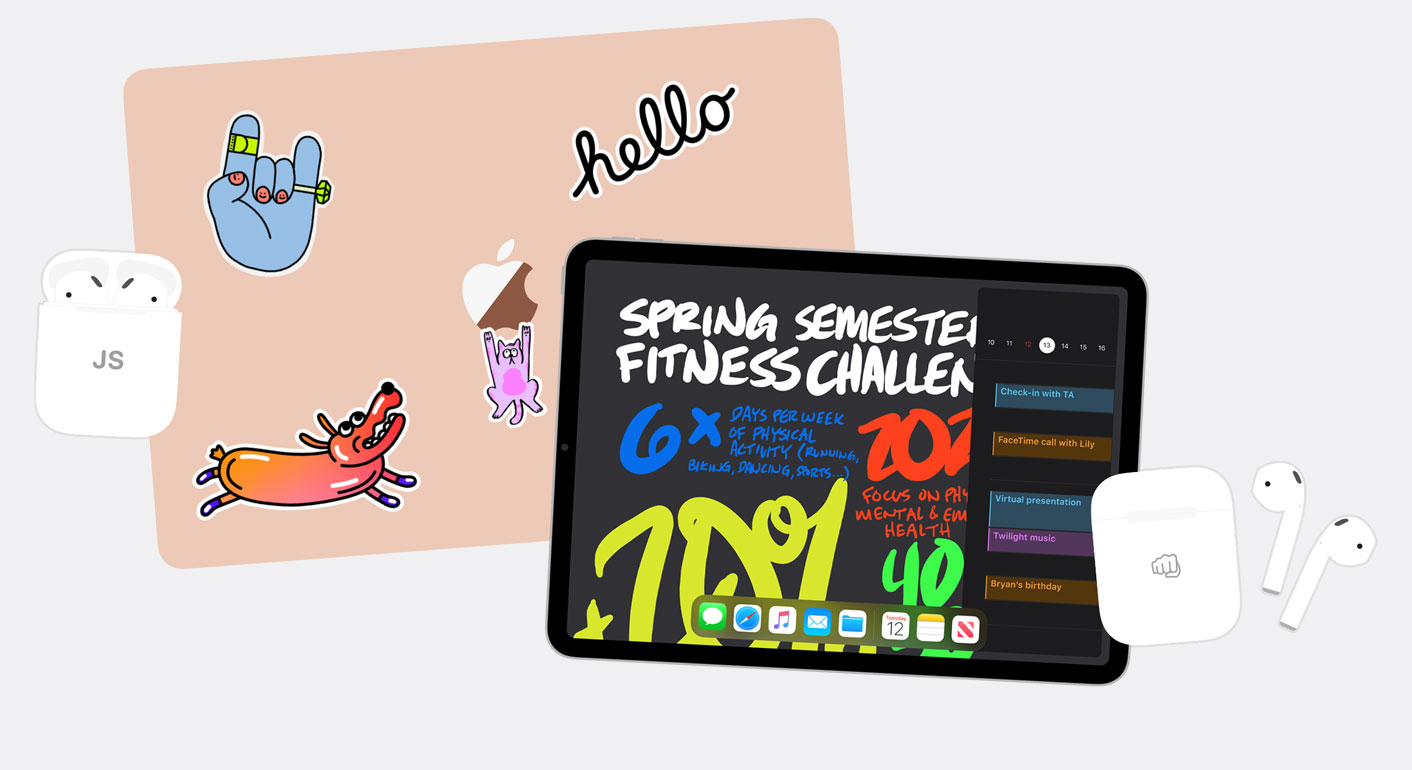 hello
JS
SPRING SEMESTER
FITNESS CHALLEN
6X
DAYS PER WEEK
OF PHYSICAL
ACTIVITY (RUNNING,
BIKING, DANCING, SPORTS...)
202
FOCUS ON PHY
MENTAL & EM
HEALTH
40
10 11 12 13 14 15 16
Check-in with TA
FaceTime call with Lily
Virtual presentation
Twilight music
Bryan's birthday
Tuesday
12